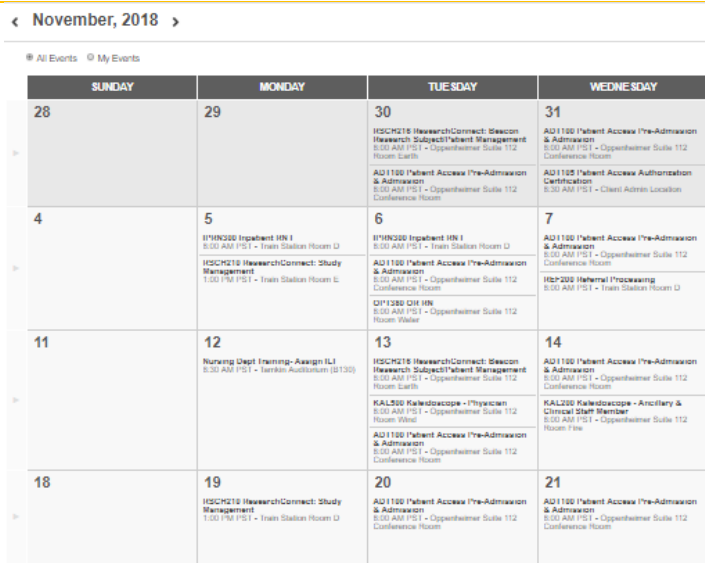 November, 2018
All Events My Events
SUNDAY MONDAY TUESDAY WEDNESDAY
28 29 30 31
RSCH216 ResearchConnect: Beacon
Research Subject/Patient Management
8:00 AM PST - Oppenheimer Suite 112
Room Earth
ADT100 Patient Access Pre-Admission
& Admission
8:00 AM PST - Oppenheimer Suite 112
Conference Room
ADT100 Patient Access Pre-Admission
& Admission
8:00 AM PST - Oppenheimer Suite 112
Conference Room
ADT105 Patient Access Authorization
Certification
8:30 AM PST - Client Admin Location
4 5 6 7
IPRN300 Inpatient RN I
8:00 AM PST - Train Station Room D
RSCH210 ResearchConnect: Study
Management
1:00 PM PST - Train Station Room E
IPRN300 Inpatient RN I
8:00 AM PST - Train Station Room D
ADT100 Patient Access Pre-Admission
& Admission
8:00 AM PST - Oppenheimer Suite 112
Conference Room
OPT380 OR RN
8:00 AM PST - Oppenheimer Suite 112
Room Water
ADT100 Patient Access Pre-Admission
& Admission
8:00 AM PST - Oppenheimer Suite 112
Conference Room
REF200 Referral Processing
8:00 AM PST - Train Station Room D
11 12 13 14
Nursing Dept Training- Assign ILT
8:30 AM PST - Tamkin Auditorium (B130)
RSCH216 ResearchConnect: Beacon
Research Subject/Patient Management
8:00 AM PST - Oppenheimer Suite 112
Room Earth
KAL500 Kaleidoscope - Physician
8:00 AM PST - Oppenheimer Suite 112
Room Wind
ADT100 Patient Access Pre-Admission
& Admission
8:00 AM PST - Oppenheimer Suite 112
Conference Room
ADT100 Patient Access Pre-Admission
& Admission
8:00 AM PST - Oppenheimer Suite 112
Conference Room
KAL200 Kaleidoscope - Ancillary &
Clinical Staff Member
8:00 AM PST - Oppenheimer Suite 112
Room Fire
18 19 20 21
RSCH210 ResearchConnect: Study
Management
1:00 PM PST - Train Station Room D
ADT100 Patient Access Pre-Admission
& Admission
8:00 AM PST - Oppenheimer Suite 112
Conference Room
ADT100 Patient Access Pre-Admission
& Admission
8:00 AM PST - Oppenheimer Suite 112
Conference Room